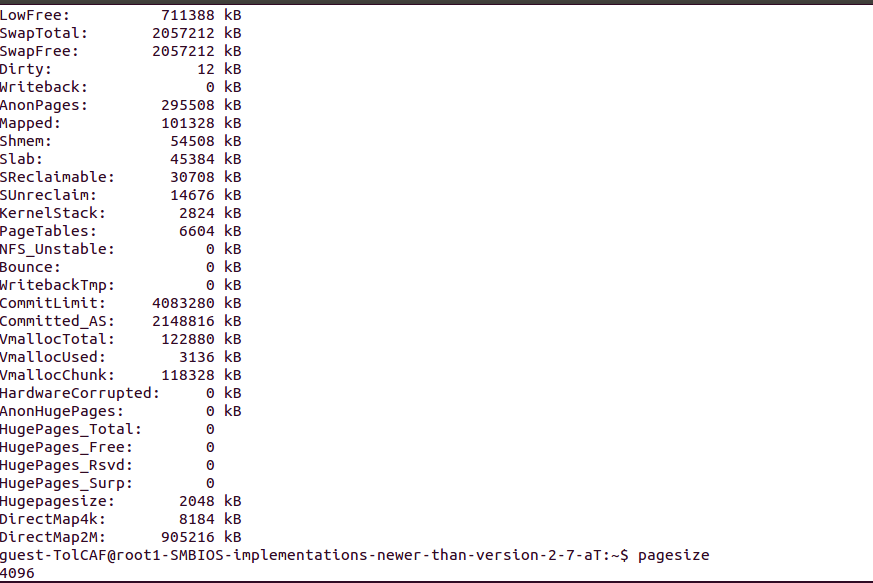 LowFree:          711388 kB
SwapTotal:       2057212 kB
SwapFree:        2057212 kB
Dirty:                12 kB
Writeback:             0 kB
AnonPages:        295508 kB
Mapped:           101328 kB
Shmem:             54508 kB
Slab:              45384 kB
SReclaimable:      30708 kB
SUnreclaim:        14676 kB
KernelStack:        2824 kB
PageTables:         6604 kB
NFS_Unstable:          0 kB
Bounce:                0 kB
WritebackTmp:          0 kB
CommitLimit:     4083280 kB
Committed_AS:    2148816 kB
VmallocTotal:     122880 kB
VmallocUsed:        3136 kB
VmallocChunk:     118328 kB
HardwareCorrupted:     0 kB
AnonHugePages:         0 kB
HugePages_Total:       0
HugePages_Free:        0
HugePages_Rsvd:        0
HugePages_Surp:        0
Hugepagesize:       2048 kB
DirectMap4k:        8184 kB
DirectMap2M:      905216 kB
guest-TolCAF@root1-SMBIOS-implementations-newer-than-version-2-7-aT:~$ pagesize
4096